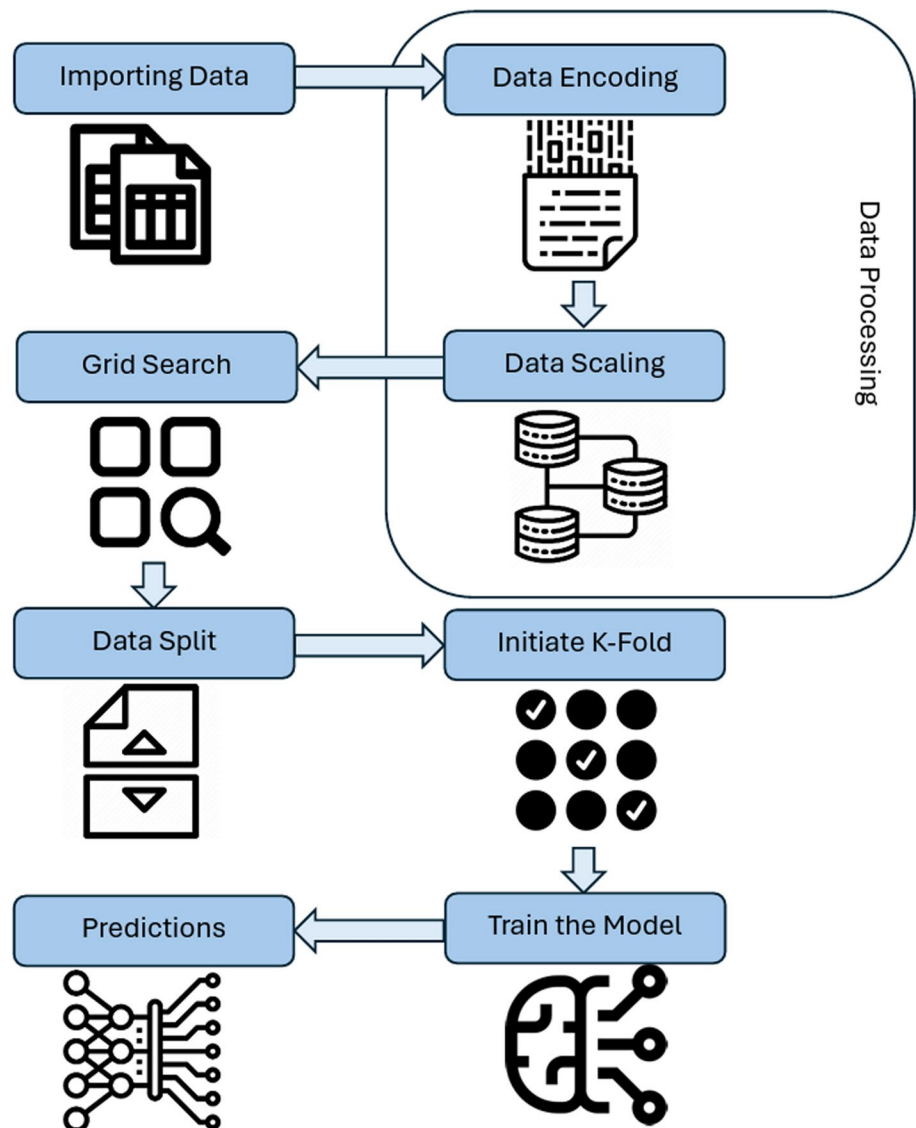 Importing Data
Data Encoding
Data Processing
Grid Search
Data Scaling
Data Split
Initiate K-Fold
Predictions
Train the Model